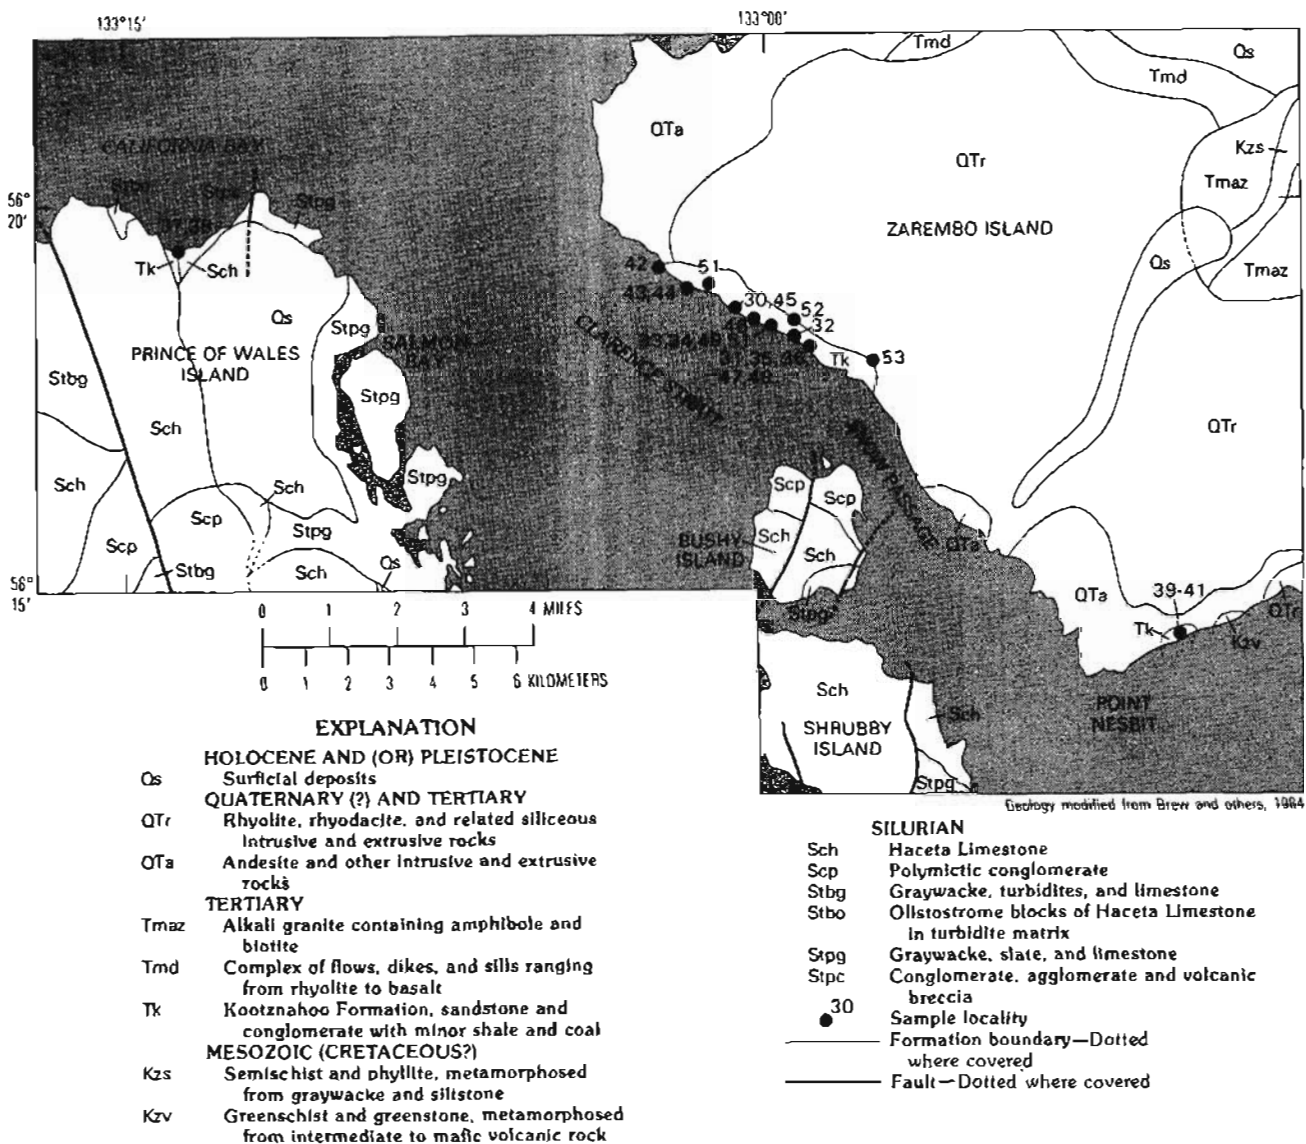 133°15'
133°00'
Tmd
Qs
Tmd
QTa
CALIFORNIA BAY
Kzs
QTr
Tmaz
56°
20'
Stpg
ZAREMBO ISLAND
Tk
Sch
42
51
Qs
Tmaz
43,44
30,45
52
Qs
32
Stpg
SALMON
BAY
CLARENCE STRAIT
PRINCE OF WALES
ISLAND
Tk
53
Stbg
Stpg
Sch
QTr
SNOW PASSAGE
Sch
Sch
Stpg
Scp
Scp
Scp
Stpg
BUSHY
ISLAND
Sch
Sch
QTa
Scp
Stbg
Sch
Qs
56°
15'
0 1 2 3 4 MILES
0 1 2 3 4 5 6 KILOMETERS
Stpg
QTa
39-41
QTr
Tk
Kzv
Sch
Sch
POINT
NESBIT
SHRUBBY
ISLAND
Stpg
Geology modified from Brew and others, 1984
EXPLANATION
HOLOCENE AND (OR) PLEISTOCENE
Qs Surficial deposits
QUATERNARY (?) AND TERTIARY
QTr Rhyolite, rhyodacite, and related siliceous
intrusive and extrusive rocks
QTa Andesite and other intrusive and extrusive
rocks
TERTIARY
Tmaz Alkali granite containing amphibole and
biotite
Tmd Complex of flows, dikes, and sills ranging
from rhyolite to basalt
Tk Kootznahoo Formation, sandstone and
conglomerate with minor shale and coal
MESOZOIC (CRETACEOUS?)
Kzs Semischist and phyllite, metamorphosed
from graywacke and siltstone
Kzv Greenschist and greenstone, metamorphosed
from intermediate to mafic volcanic rock
SILURIAN
Sch Haceta Limestone
Scp Polymictic conglomerate
Stbg Graywacke, turbidites, and limestone
Stbo Olistostrome blocks of Haceta Limestone
in turbidite matrix
Stpg Graywacke, slate, and limestone
Stpc Conglomerate, agglomerate and volcanic
breccia
30 Sample locality
Formation boundary—Dotted
where covered
Fault—Dotted where covered